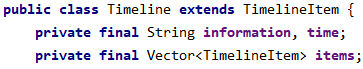 public class Timeline extends TimelineItem {
    private final String information, time;
    private final Vector<TimelineItem> items;